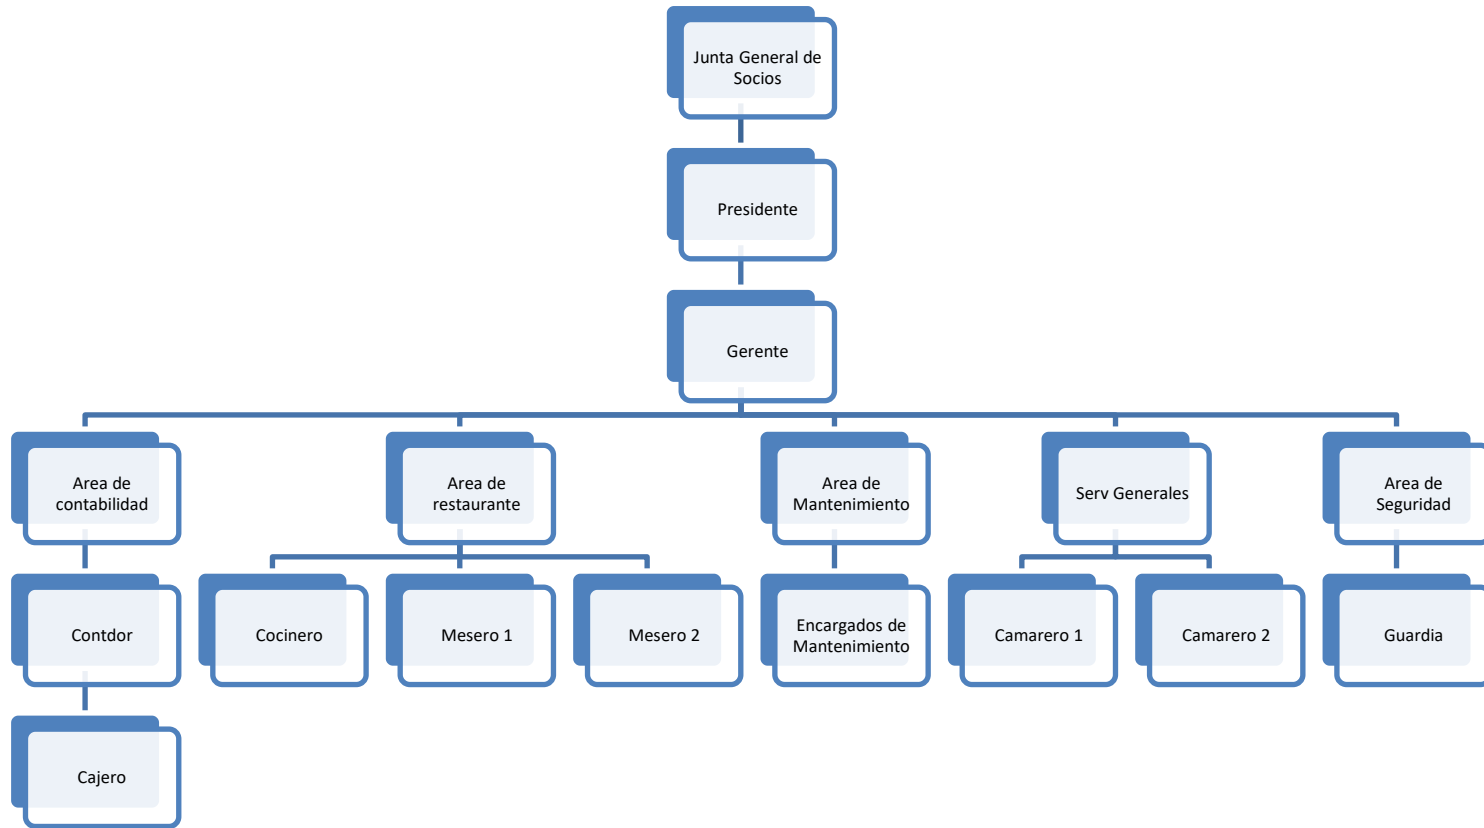 Junta General de
Socios
Presidente
Gerente
Area de
contabilidad
Area de
restaurante
Area de
Mantenimiento
Serv Generales
Area de
Seguridad
Contdor
Cocinero
Mesero 1
Mesero 2
Encargados de
Mantenimiento
Camarero 1
Camarero 2
Guardia
Cajero